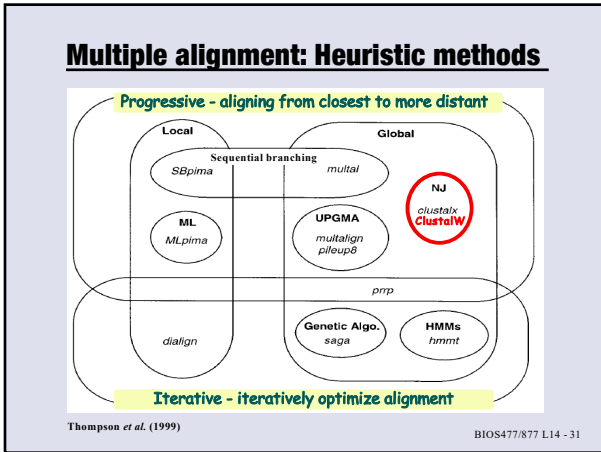 Multiple alignment: Heuristic methods
Progressive - aligning from closest to more distant
Local
Global
Sequential branching
SBpima
multal
NJ
clustalx
ClustalW
ML
MLpima
UPGMA
multalign
pileup8
prrp
Genetic Algo.
saga
HMMs
hmmt
dialign
Iterative - iteratively optimize alignment
Thompson et al. (1999)
BIOS477/877 L14 - 31